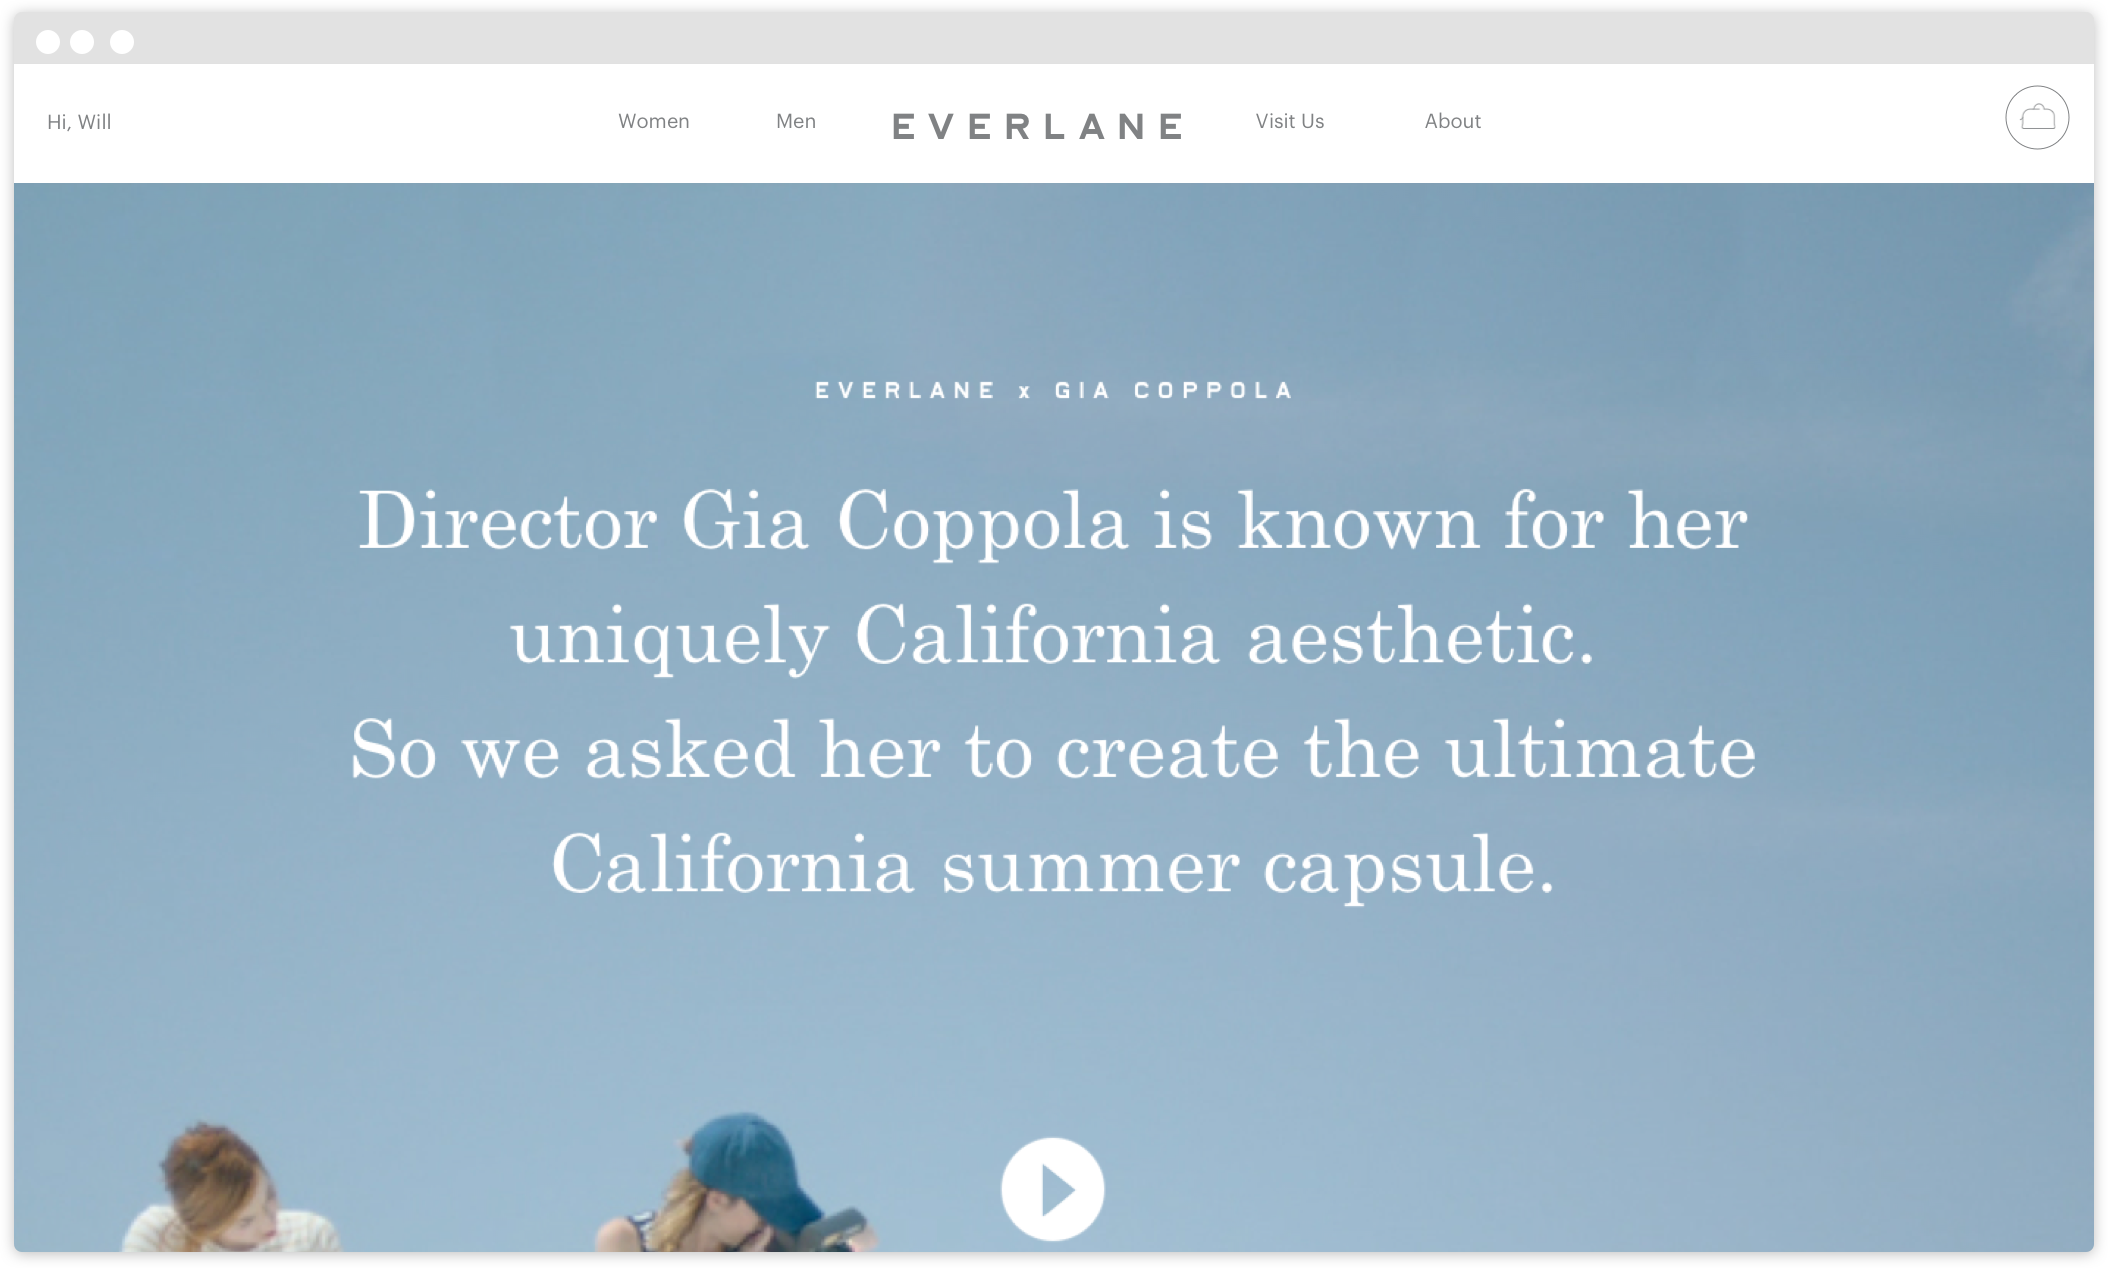 Hi, Will
Women
Men
EVERLANE
Visit Us
About
EVERLANE x GIA COPPOLA
Director Gia Coppola is known for her
uniquely California aesthetic.
So we asked her to create the ultimate
California summer capsule.